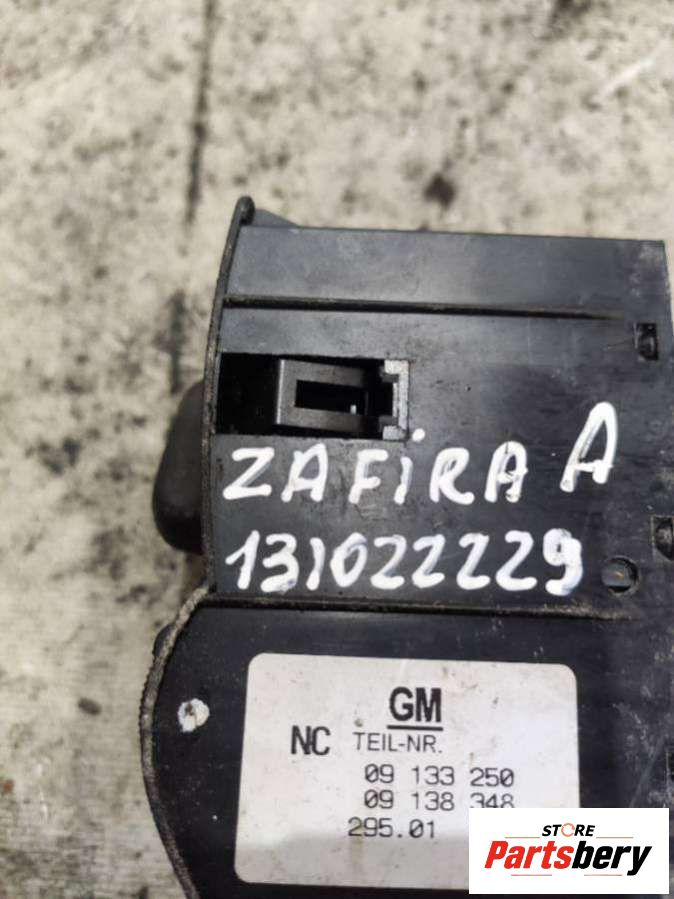 ZAFiRA A
131022229
GM
NC TEIL-NR.
09 133 250
09 138 348
295.01
STORE
Partsbery